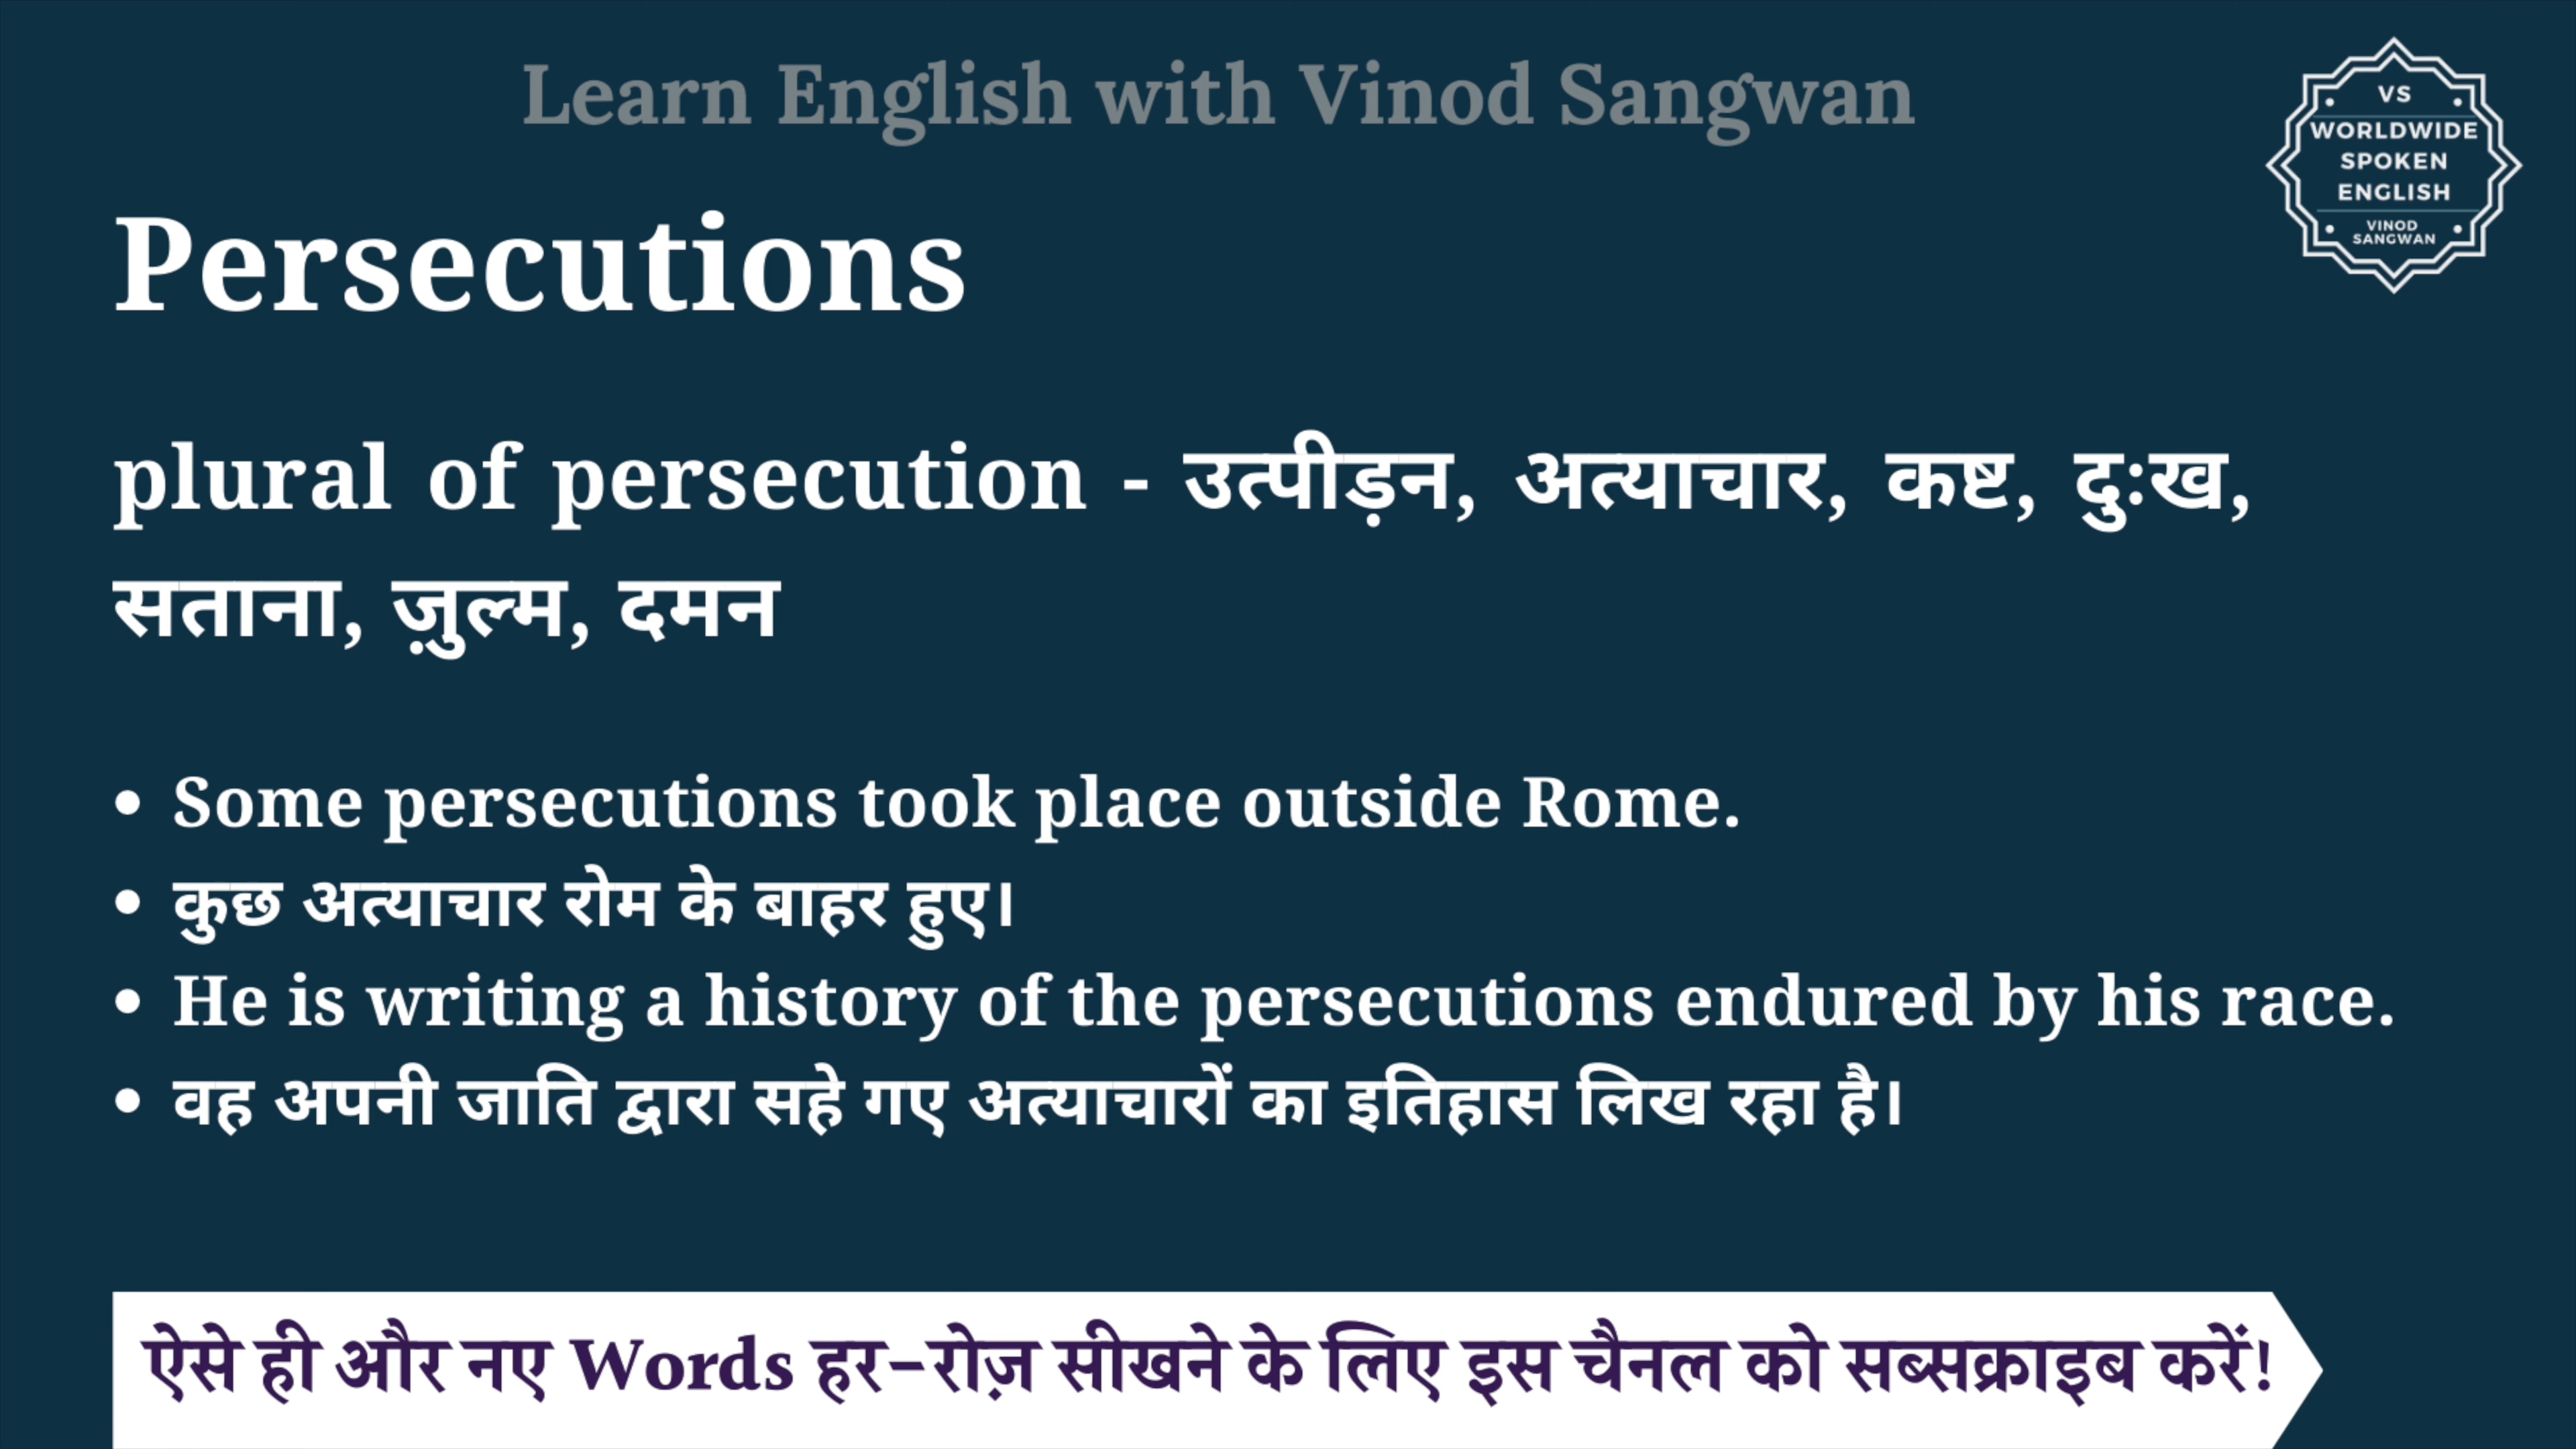 Learn English with Vinod Sangwan
VS
WORLDWIDE
SPOKEN
ENGLISH
VINOD
SANGWAN
Persecutions
plural of persecution - उत्पीड़न, अत्याचार, कष्ट, दुःख,
सताना, ज़ुल्म, दमन
• Some persecutions took place outside Rome.
• कुछ अत्याचार रोम के बाहर हुए।
• He is writing a history of the persecutions endured by his race.
• वह अपनी जाति द्वारा सहे गए अत्याचारों का इतिहास लिख रहा है।
ऐसे ही और नए Words हर-रोज़ सीखने के लिए इस चैनल को सब्सक्राइब करें!